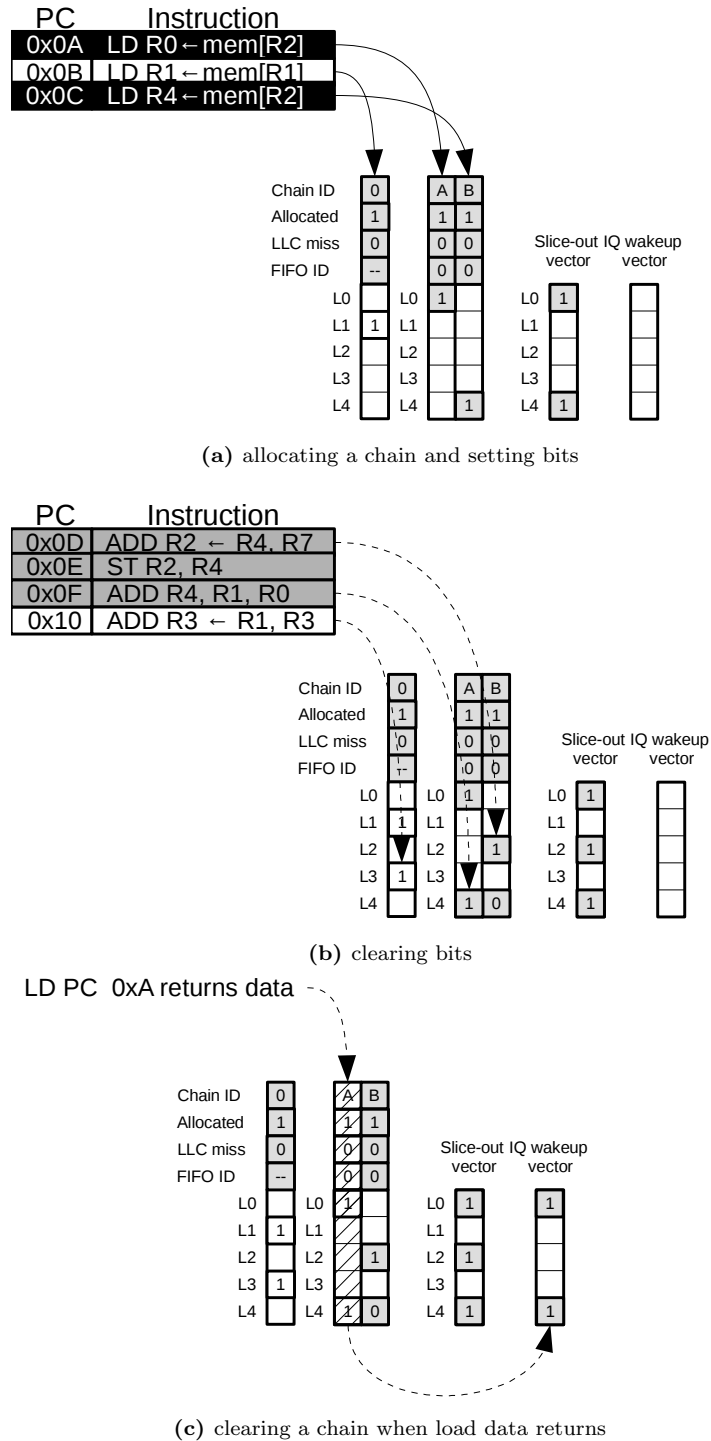 PC Instruction
0x0A LD R0←mem[R2]
0x0B LD R1←mem[R1]
0x0C LD R4←mem[R2]
Chain ID 0 A B
Allocated 1 1 1
LLC miss 0 0 0
FIFO ID -- 0 0
Slice-out vector IQ wakeup vector
L0 L0 1 L0 1
L1 1 L1 L1
L2 L2 L2
L3 L3 L3
L4 L4 1 L4 1
(a) allocating a chain and setting bits
PC Instruction
0x0D ADD R2 ← R4, R7
0x0E ST R2, R4
0x0F ADD R4, R1, R0
0x10 ADD R3 ← R1, R3
Chain ID 0 A B
Allocated 1 1 1
LLC miss 0 0 0
FIFO ID -- 0 0
Slice-out vector IQ wakeup vector
L0 L0 1 L0 1
L1 1 L1 L1
L2 L2 1 L2 1
L3 1 L3 L3
L4 L4 1 0 L4 1
(b) clearing bits
LD PC 0xA returns data
Chain ID 0 A B
Allocated 1 1 1
LLC miss 0 0 0
FIFO ID -- 0 0
Slice-out vector IQ wakeup vector
L0 L0 1 L0 1 1
L1 1 L1 L1
L2 L2 1 L2 1
L3 1 L3 L3
L4 L4 1 0 L4 1 1
(c) clearing a chain when load data returns